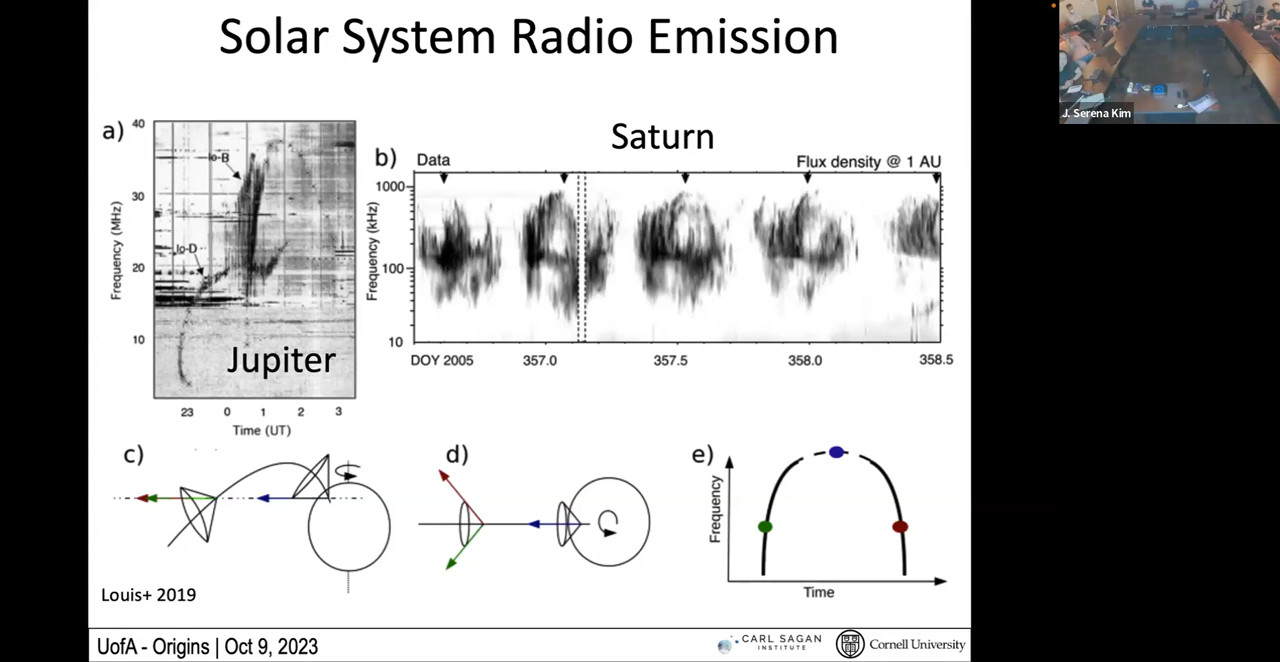 Solar System Radio Emission
J. Serena Kim
a)
40
30
20
10
Frequency (MHz)
Io-B
Io-D
Jupiter
23 0 1 2 3
Time (UT)
Saturn
b)
Data
Flux density @ 1 AU
1000
100
10
Frequency (kHz)
DOY 2005 357.0 357.5 358.0 358.5
c)
d)
e)
Frequency
Time
Louis+ 2019
UofA - Origins | Oct 9, 2023
CARL SAGAN
INSTITUTE
Cornell University